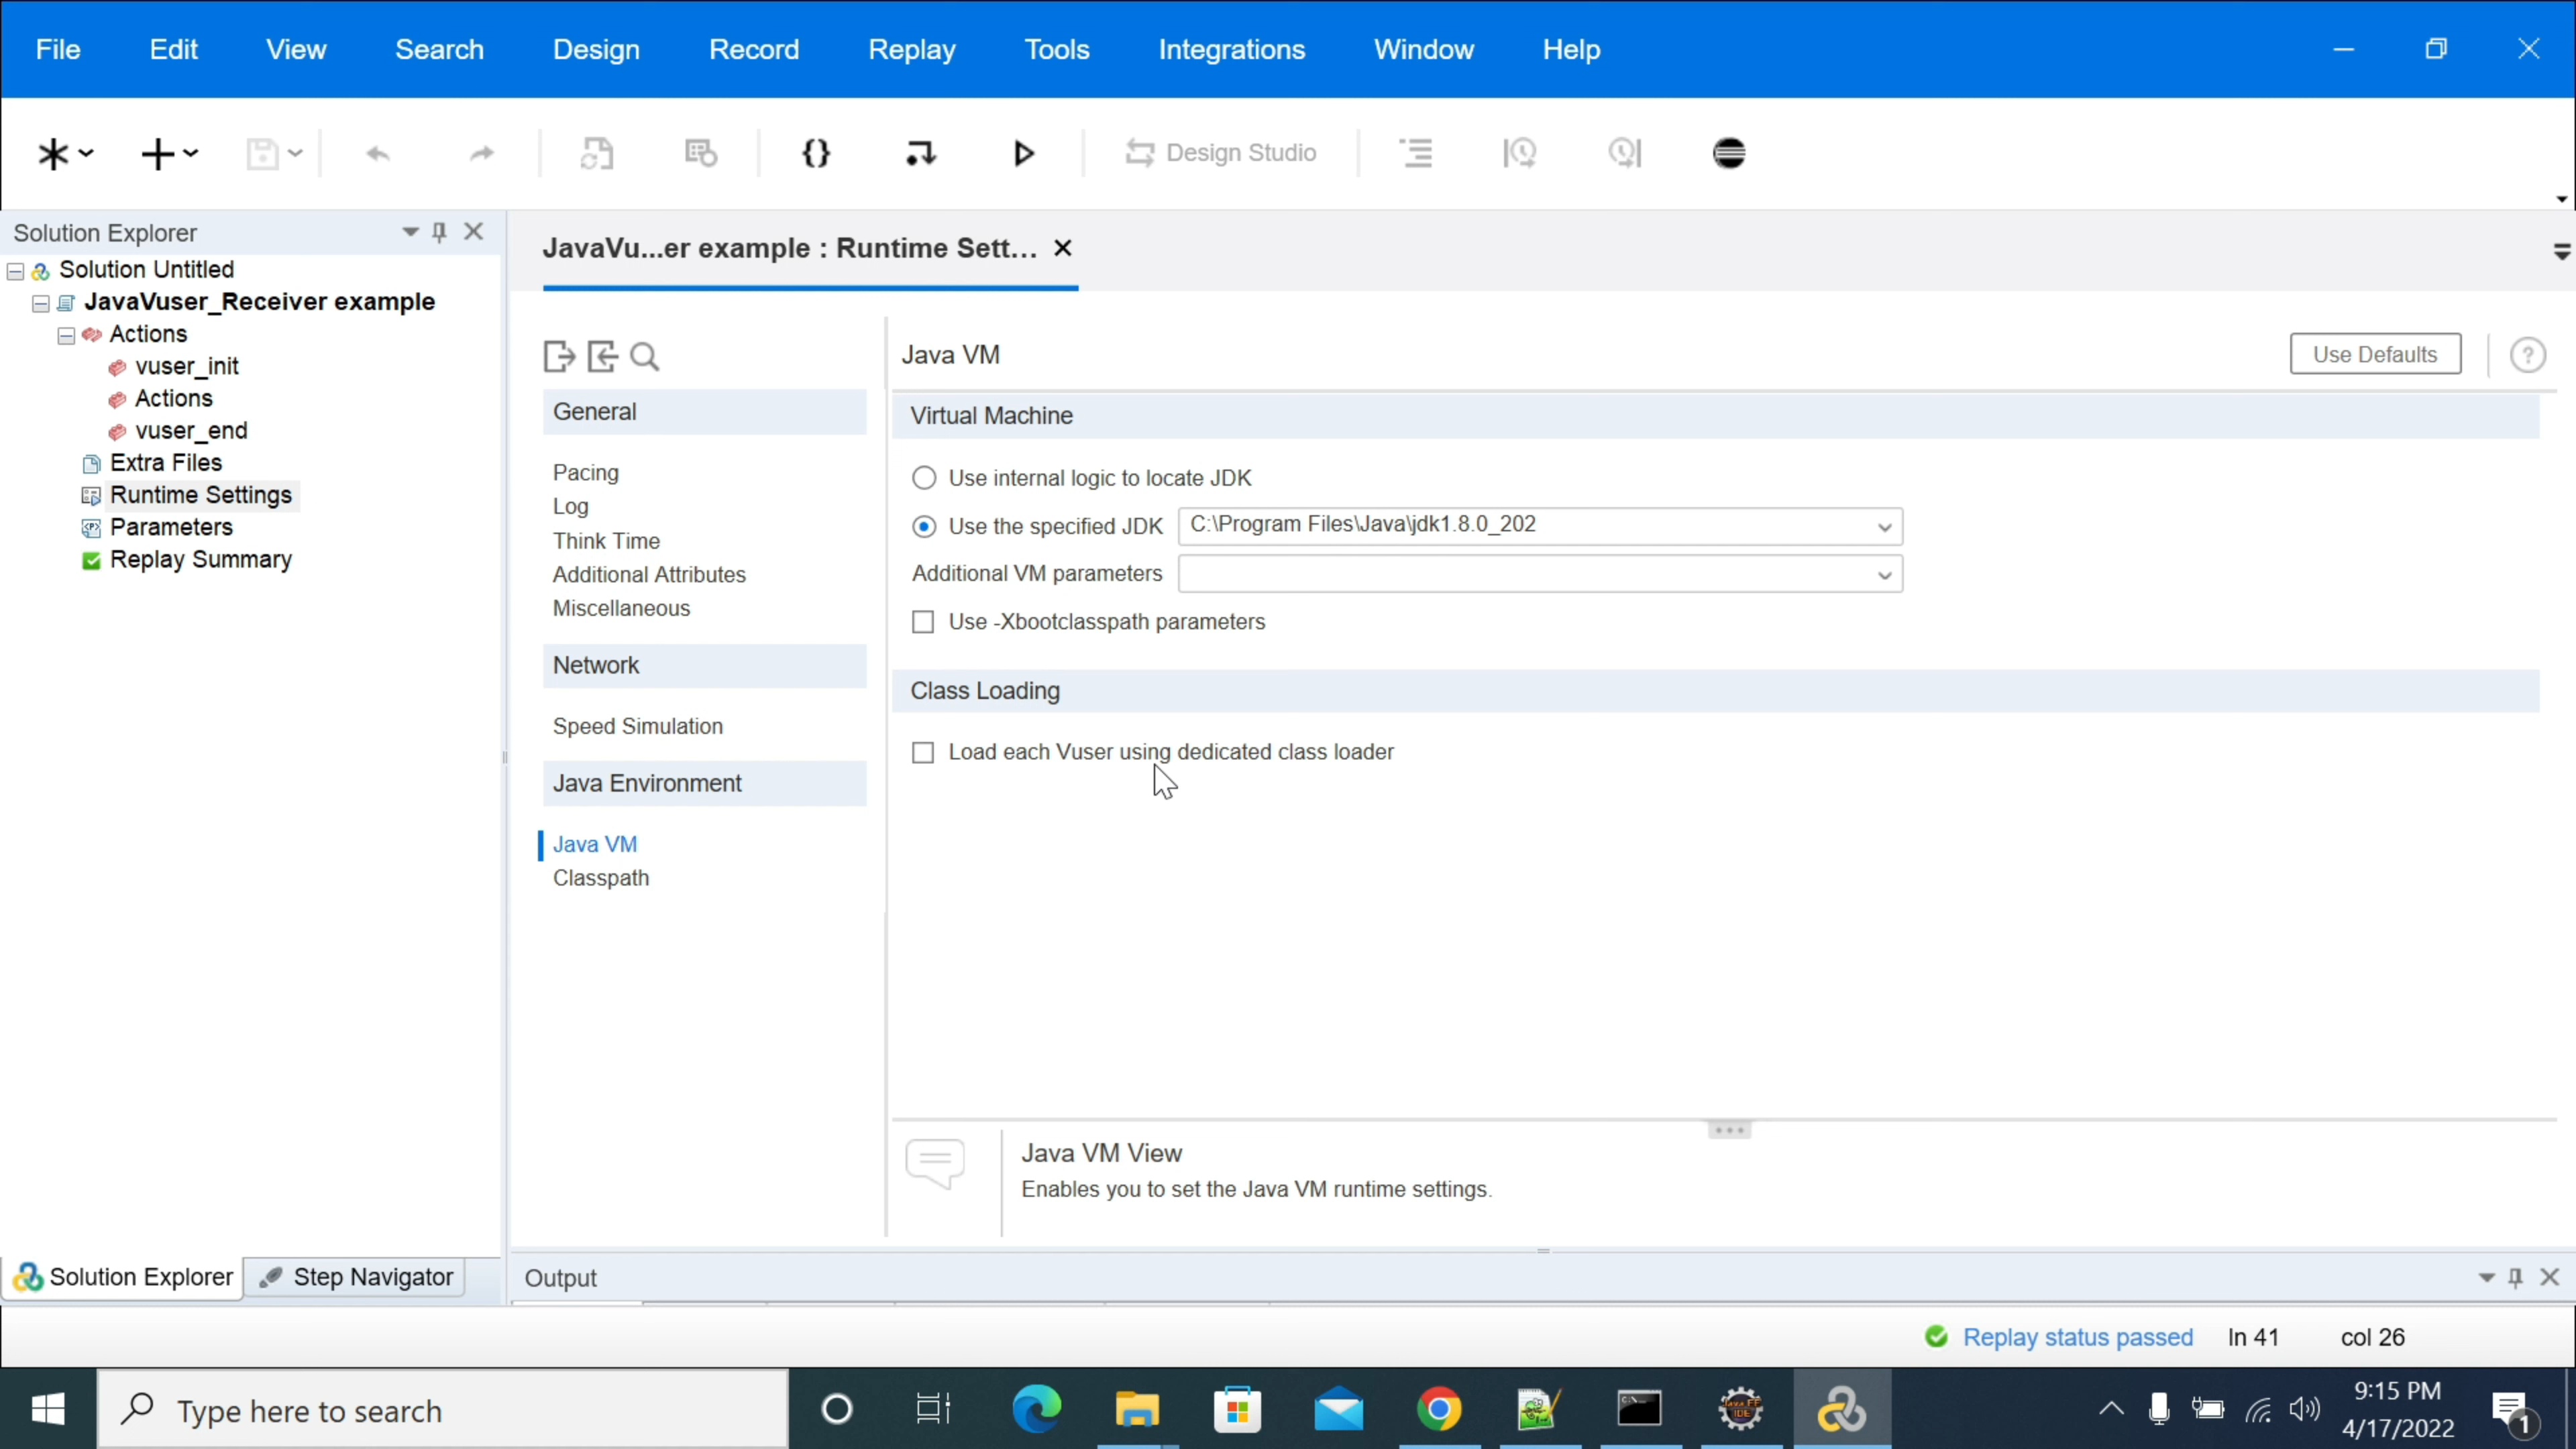 File Edit View Search Design Record Replay Tools Integrations Window Help
Design Studio
Solution Explorer
Solution Untitled
JavaVuser_Receiver example
Actions
vuser_init
Actions
vuser_end
Extra Files
Runtime Settings
Parameters
Replay Summary
Solution Explorer Step Navigator
JavaVu...er example : Runtime Sett...
General
Pacing
Log
Think Time
Additional Attributes
Miscellaneous
Network
Speed Simulation
Java Environment
Java VM
Classpath
Java VM
Use Defaults
?
Virtual Machine
Use internal logic to locate JDK
Use the specified JDK C:\Program Files\Java\jdk1.8.0_202
Additional VM parameters
Use -Xbootclasspath parameters
Class Loading
Load each Vuser using dedicated class loader
Java VM View
Enables you to set the Java VM runtime settings.
Output
Replay status passed ln 41 col 26
Type here to search
9:15 PM
4/17/2022
1